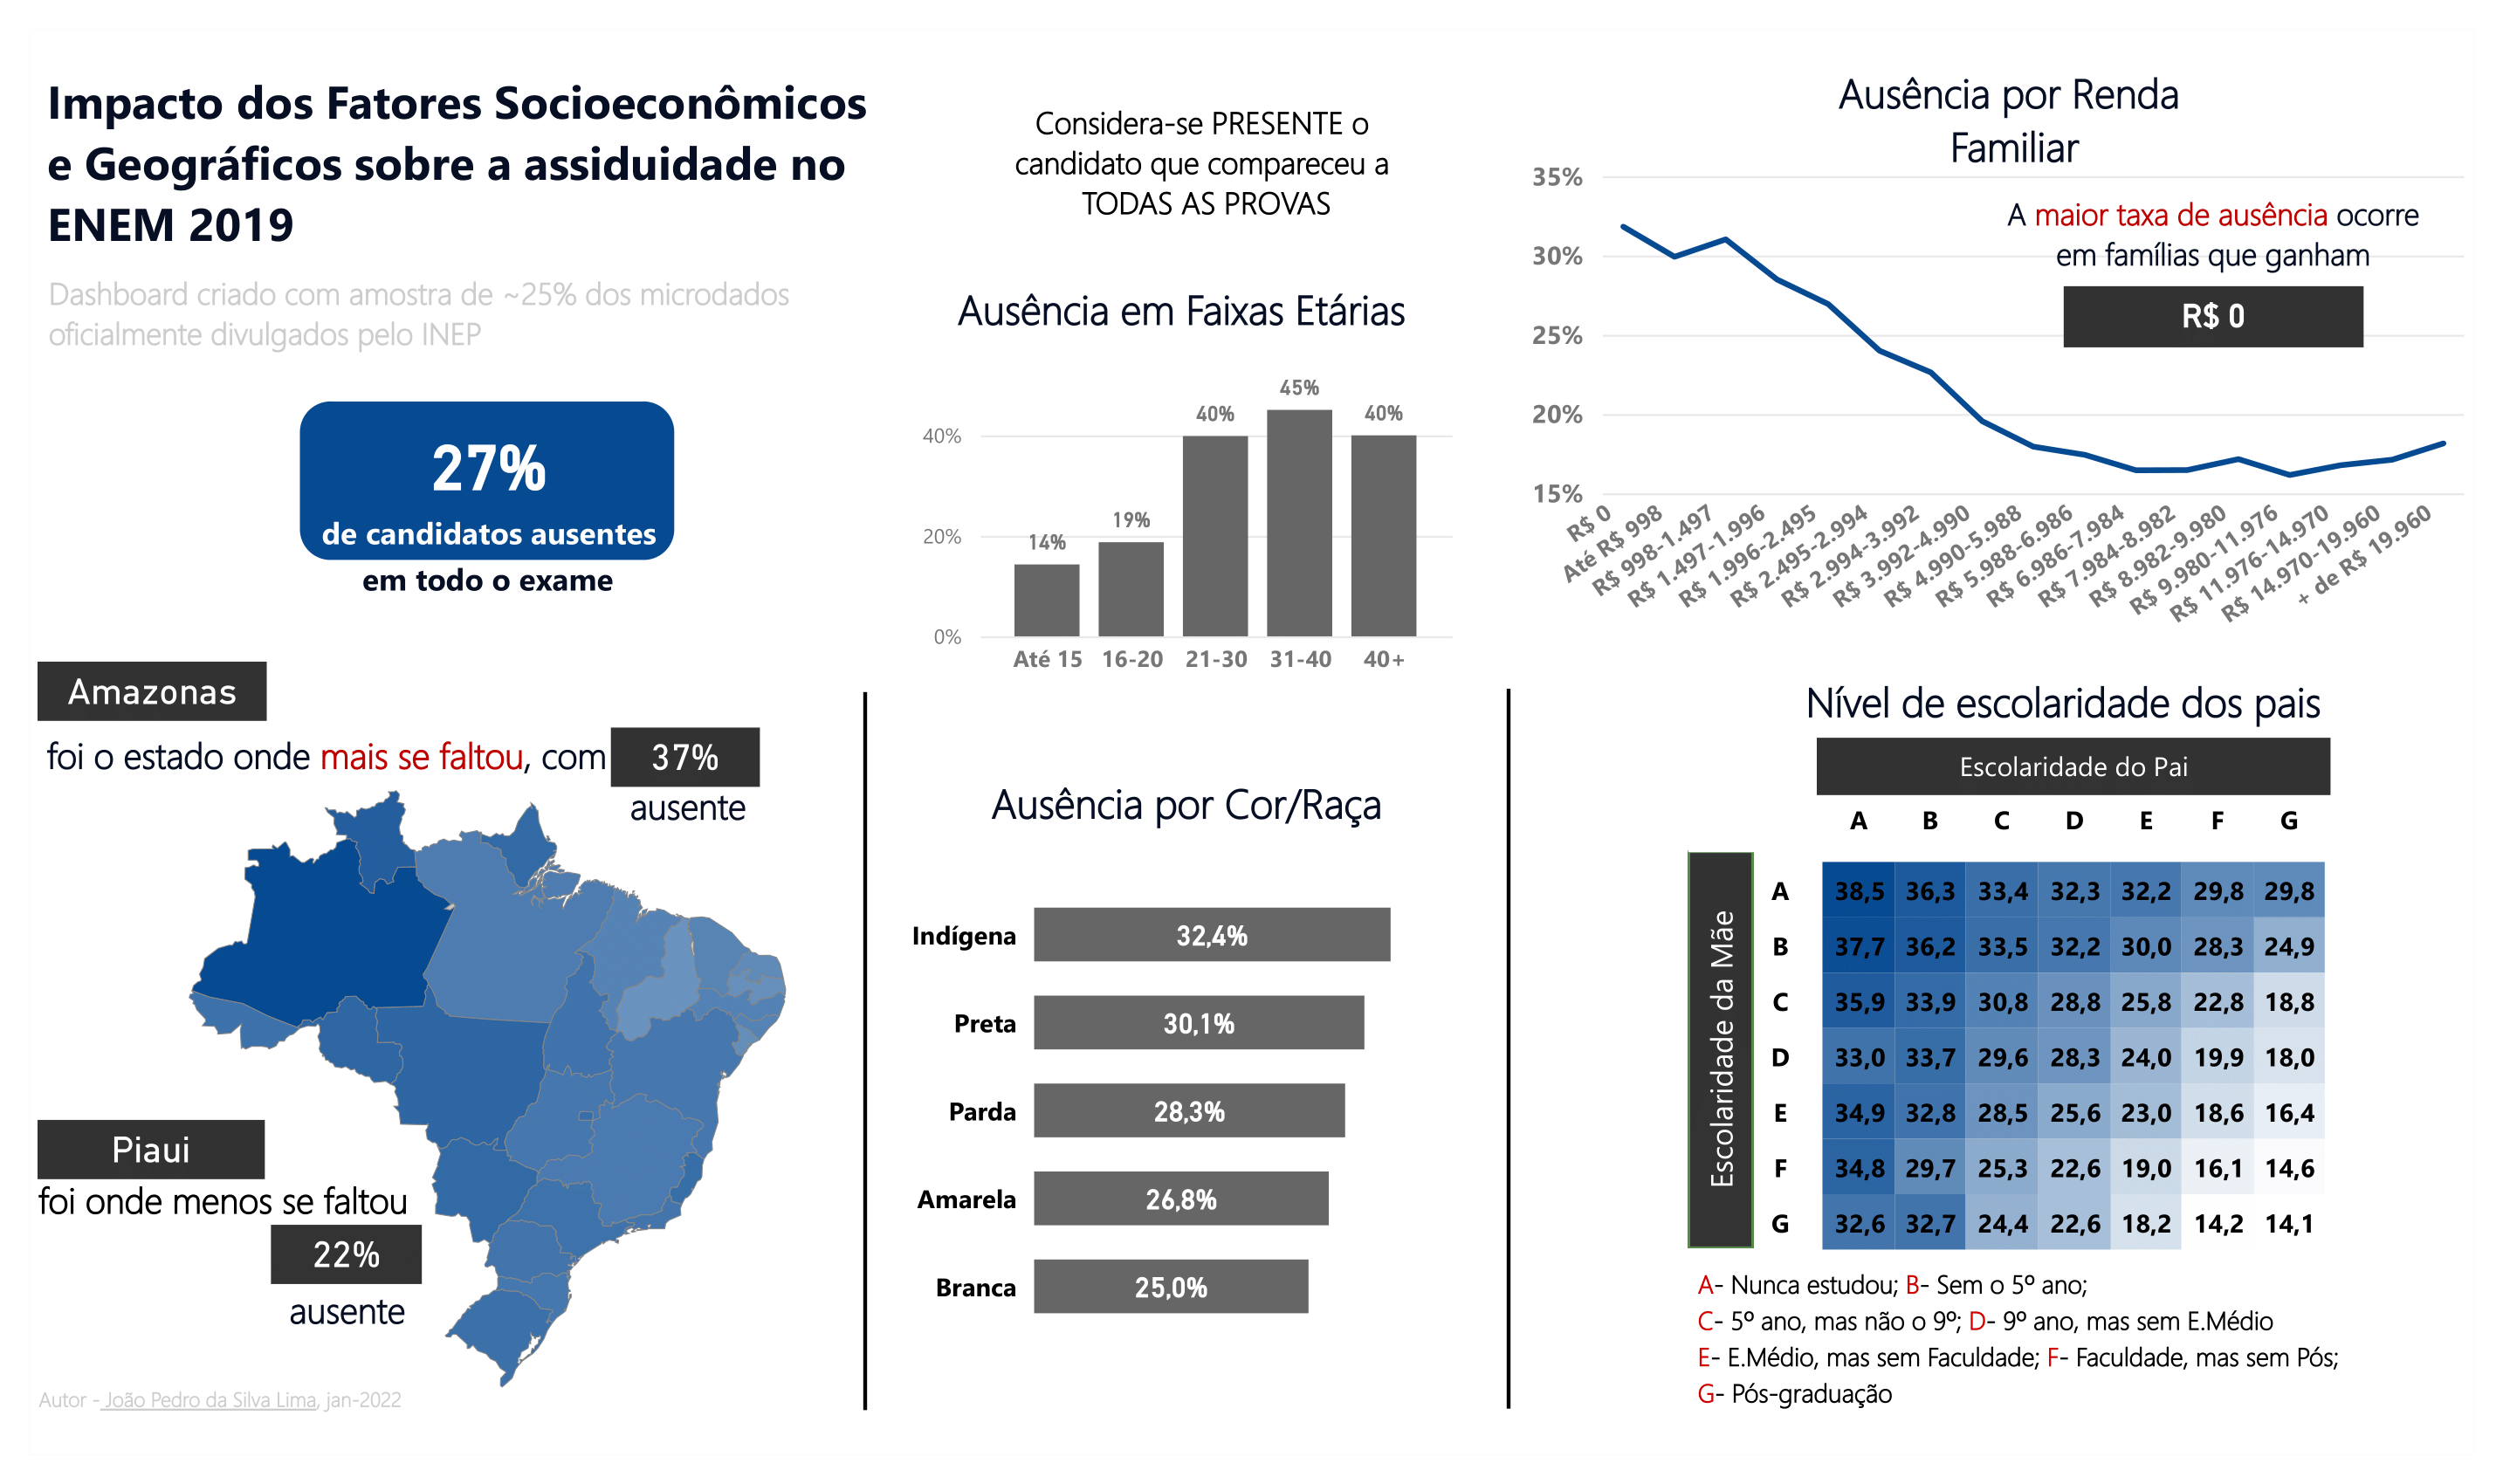 Impacto dos Fatores Socioeconômicos
e Geográficos sobre a assiduidade no
ENEM 2019
Dashboard criado com amostra de ~25% dos microdados
oficialmente divulgados pelo INEP
27%
de candidatos ausentes
em todo o exame
Amazonas
foi o estado onde mais se faltou, com 37%
ausente
Piaui
foi onde menos se faltou
22%
ausente
Autor - João Pedro da Silva Lima, jan-2022
Considera-se PRESENTE o
candidato que compareceu a
TODAS AS PROVAS
Ausência em Faixas Etárias
40%
20%
0%
14%
19%
40%
45%
40%
Até 15 16-20 21-30 31-40 40+
Ausência por Cor/Raça
Indígena 32,4%
Preta 30,1%
Parda 28,3%
Amarela 26,8%
Branca 25,0%
Ausência por Renda
Familiar
A maior taxa de ausência ocorre
em famílias que ganham
R$ 0
35%
30%
25%
20%
15%
R$ 0
Até R$ 998
R$ 998-1.497
R$ 1.497-1.996
R$ 1.996-2.495
R$ 2.495-2.994
R$ 2.994-3.992
R$ 3.992-4.990
R$ 4.990-5.988
R$ 5.988-6.986
R$ 6.986-7.984
R$ 7.984-8.982
R$ 8.982-9.980
R$ 9.980-11.976
R$ 11.976-14.970
R$ 14.970-19.960
+ de R$ 19.960
Nível de escolaridade dos pais
Escolaridade do Pai
A B C D E F G
Escolaridade da Mãe
A 38,5 36,3 33,4 32,3 32,2 29,8 29,8
B 37,7 36,2 33,5 32,2 30,0 28,3 24,9
C 35,9 33,9 30,8 28,8 25,8 22,8 18,8
D 33,0 33,7 29,6 28,3 24,0 19,9 18,0
E 34,9 32,8 28,5 25,6 23,0 18,6 16,4
F 34,8 29,7 25,3 22,6 19,0 16,1 14,6
G 32,6 32,7 24,4 22,6 18,2 14,2 14,1
A- Nunca estudou; B- Sem o 5º ano;
C- 5º ano, mas não o 9º; D- 9º ano, mas sem E.Médio
E- E.Médio, mas sem Faculdade; F- Faculdade, mas sem Pós;
G- Pós-graduação